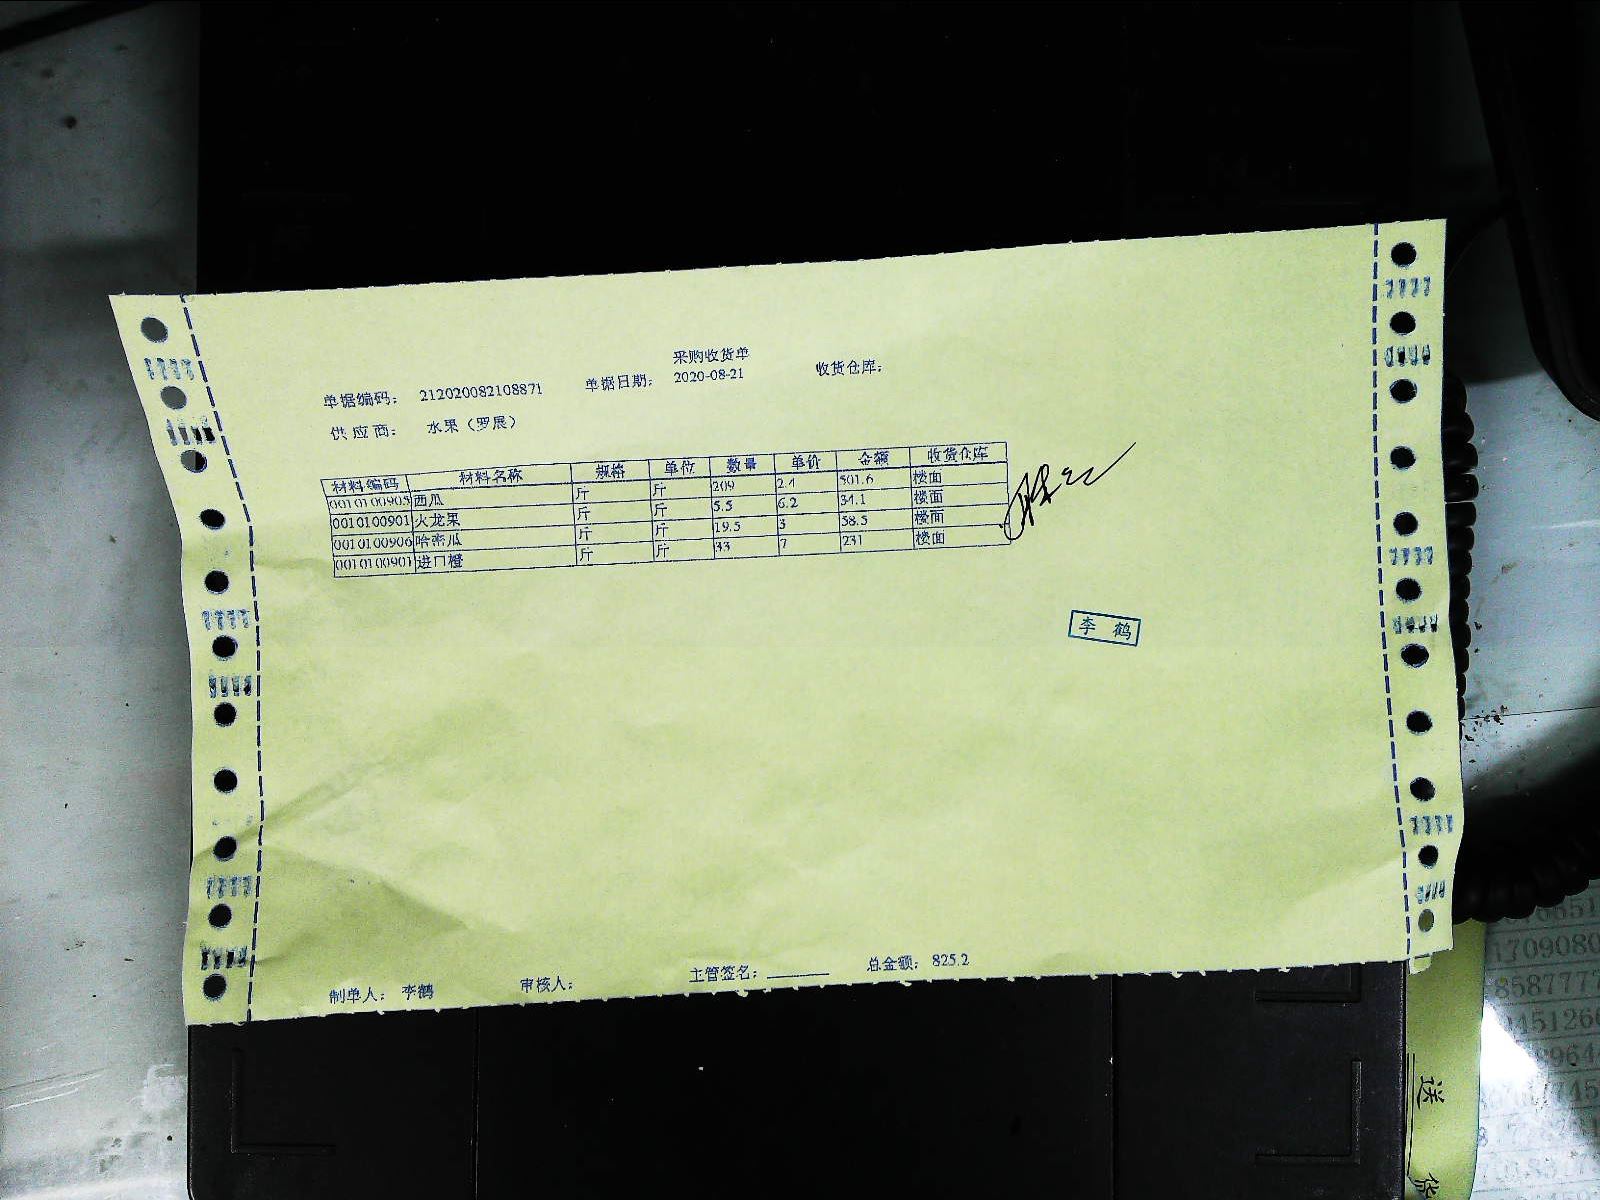 采购收货单
单据编码： 212020082108871 单据日期： 2020-08-21 收货仓库：
供应商： 水果（罗展）
材料编码 材料名称 规格 单位 数量 单价 金额 收货仓库
0010100905 西瓜 斤 斤 209 2.4 501.6 楼面
0010100901 火龙果 斤 斤 5.5 6.2 34.1 楼面
0010100906 哈密瓜 斤 斤 19.5 3 58.5 楼面
0010100901 进口橙 斤 斤 33 7 231 楼面
李鹤
制单人： 李鹤 审核人： 主管签名： 总金额： 825.2
170908
858777
451266
送
货